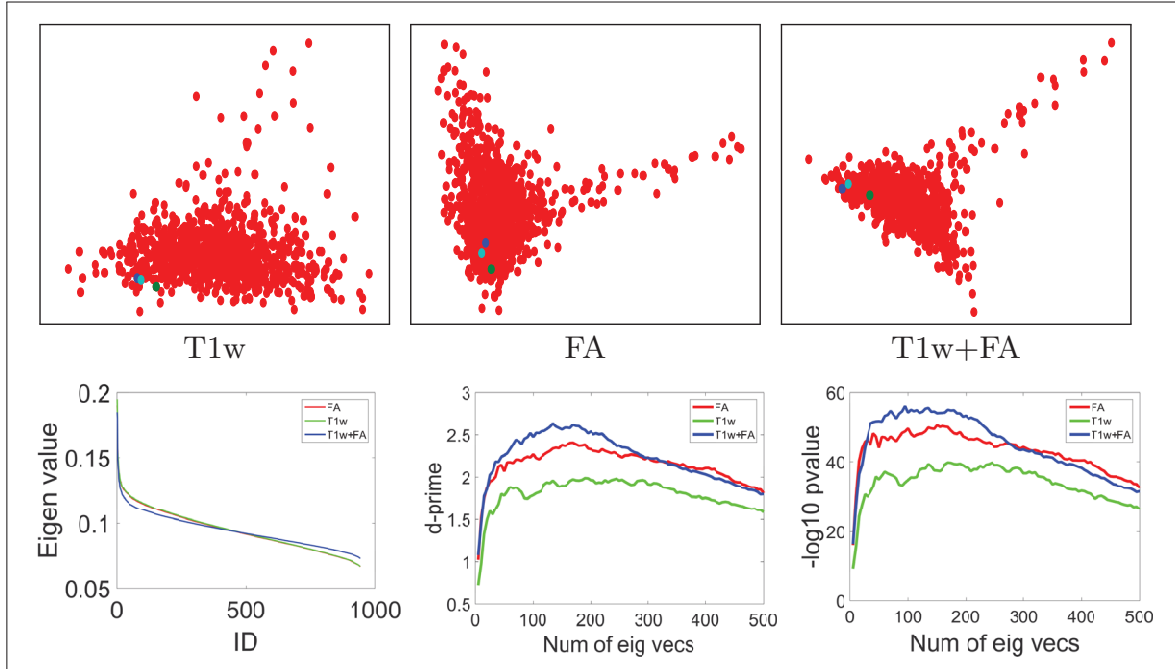 T1w
FA
T1w+FA
Eigen value
0.2
0.15
0.1
0.05
0
500
1000
ID
FA
T1w
T1w+FA
d-prime
3
2.5
2
1.5
1
0.5
0
100
200
300
400
500
Num of eig vecs
FA
T1w
T1w+FA
-log10 pvalue
60
40
20
0
0
100
200
300
400
500
Num of eig vecs
FA
T1w
T1w+FA